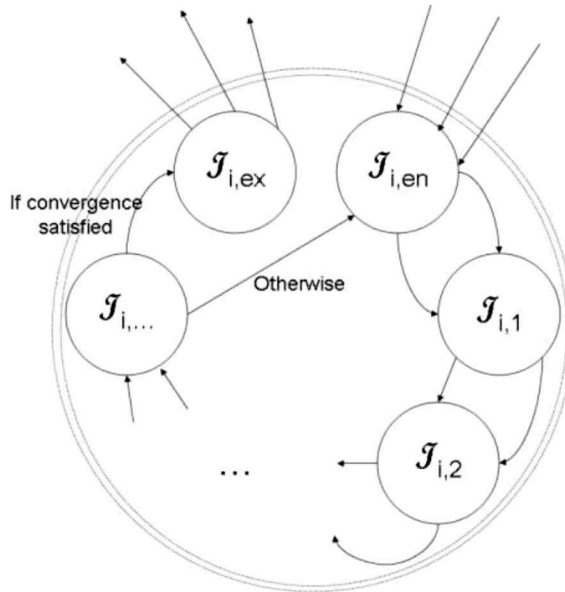 𝒥i,ex
𝒥i,en
If convergence
satisfied
Otherwise
𝒥i,...
𝒥i,1
𝒥i,2
...